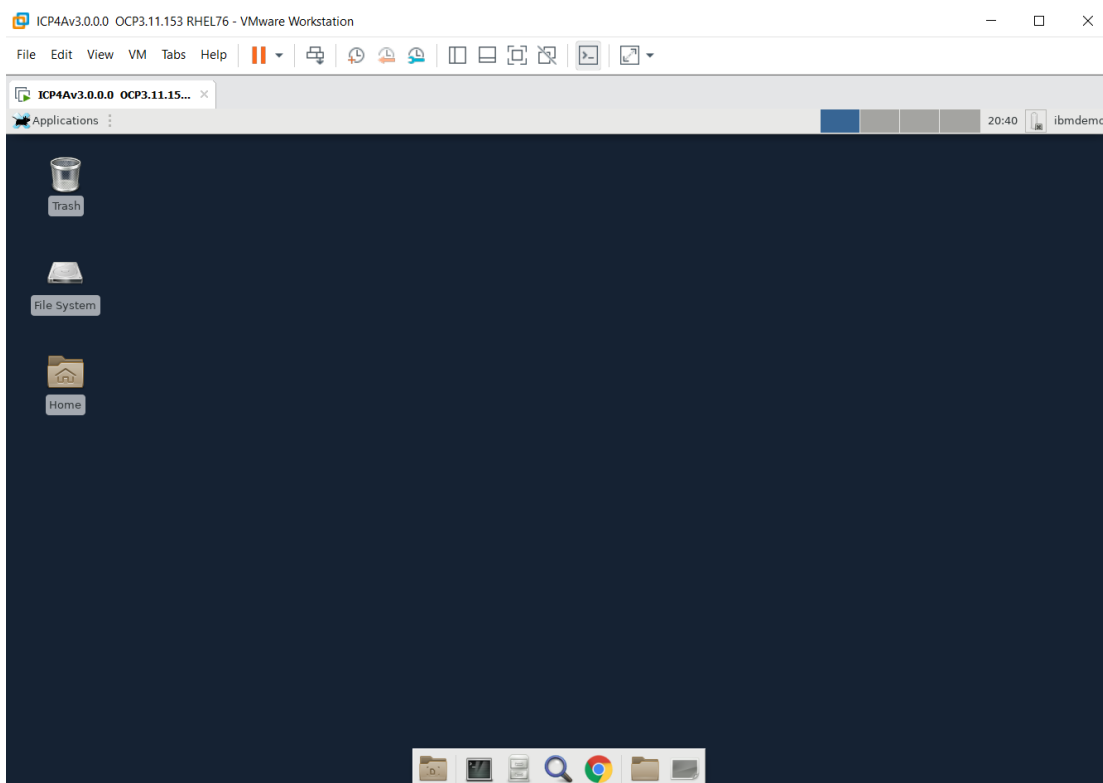 ICP4Av3.0.0.0 OCP3.11.153 RHEL76 - VMware Workstation
File Edit View VM Tabs Help
ICP4Av3.0.0.0 OCP3.11.15...
Applications 20:40 ibmdemo
Trash
File System
Home